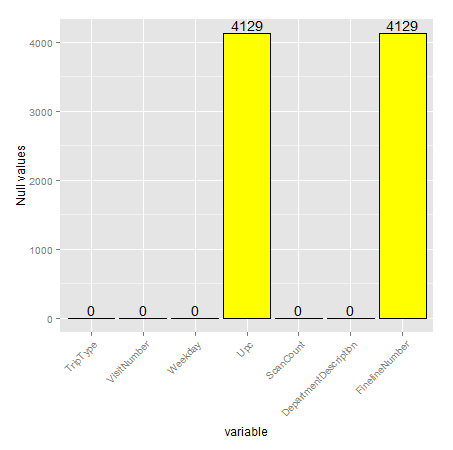 4129 4129
4000
3000
2000
1000
0
0 0 0 0 0
Null values
TripType
VisitNumber
Weekday
Upc
ScanCount
DepartmentDescription
FinelineNumber
variable